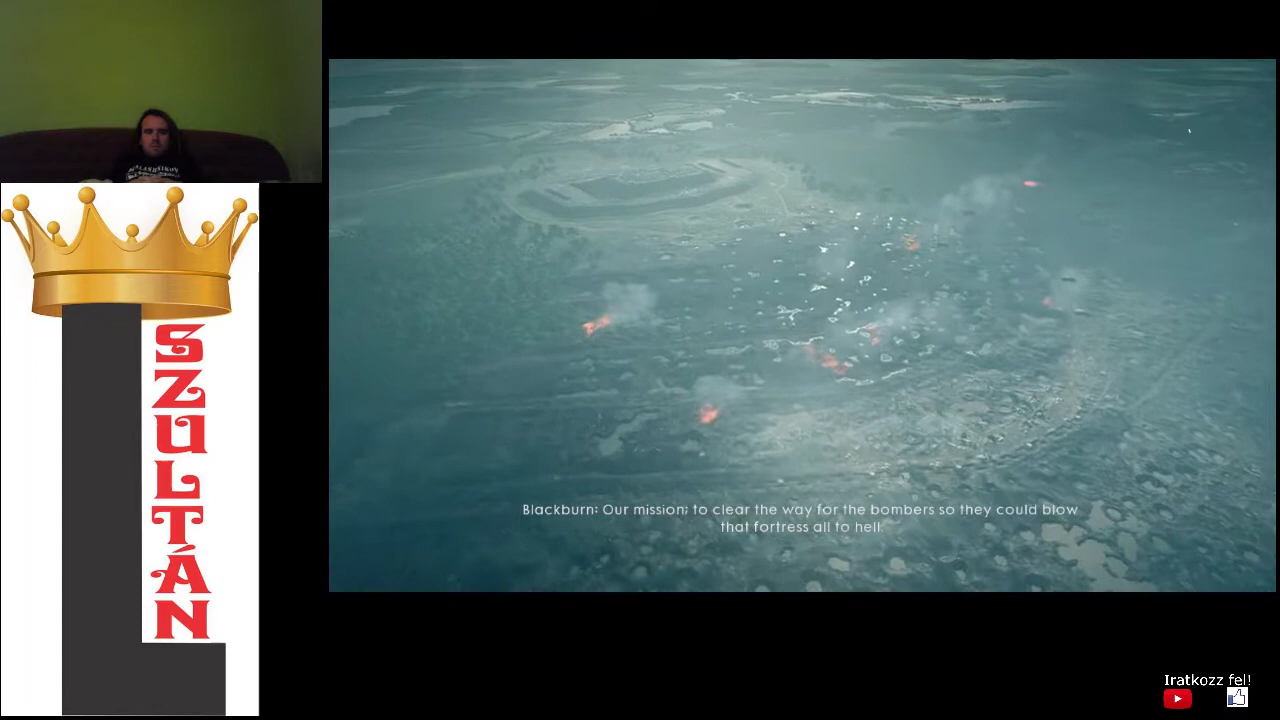 SZULTÁN
Blackburn: Our mission; to clear the way for the bombers so they could blow
that fortress all to hell.
Iratkozz fel!